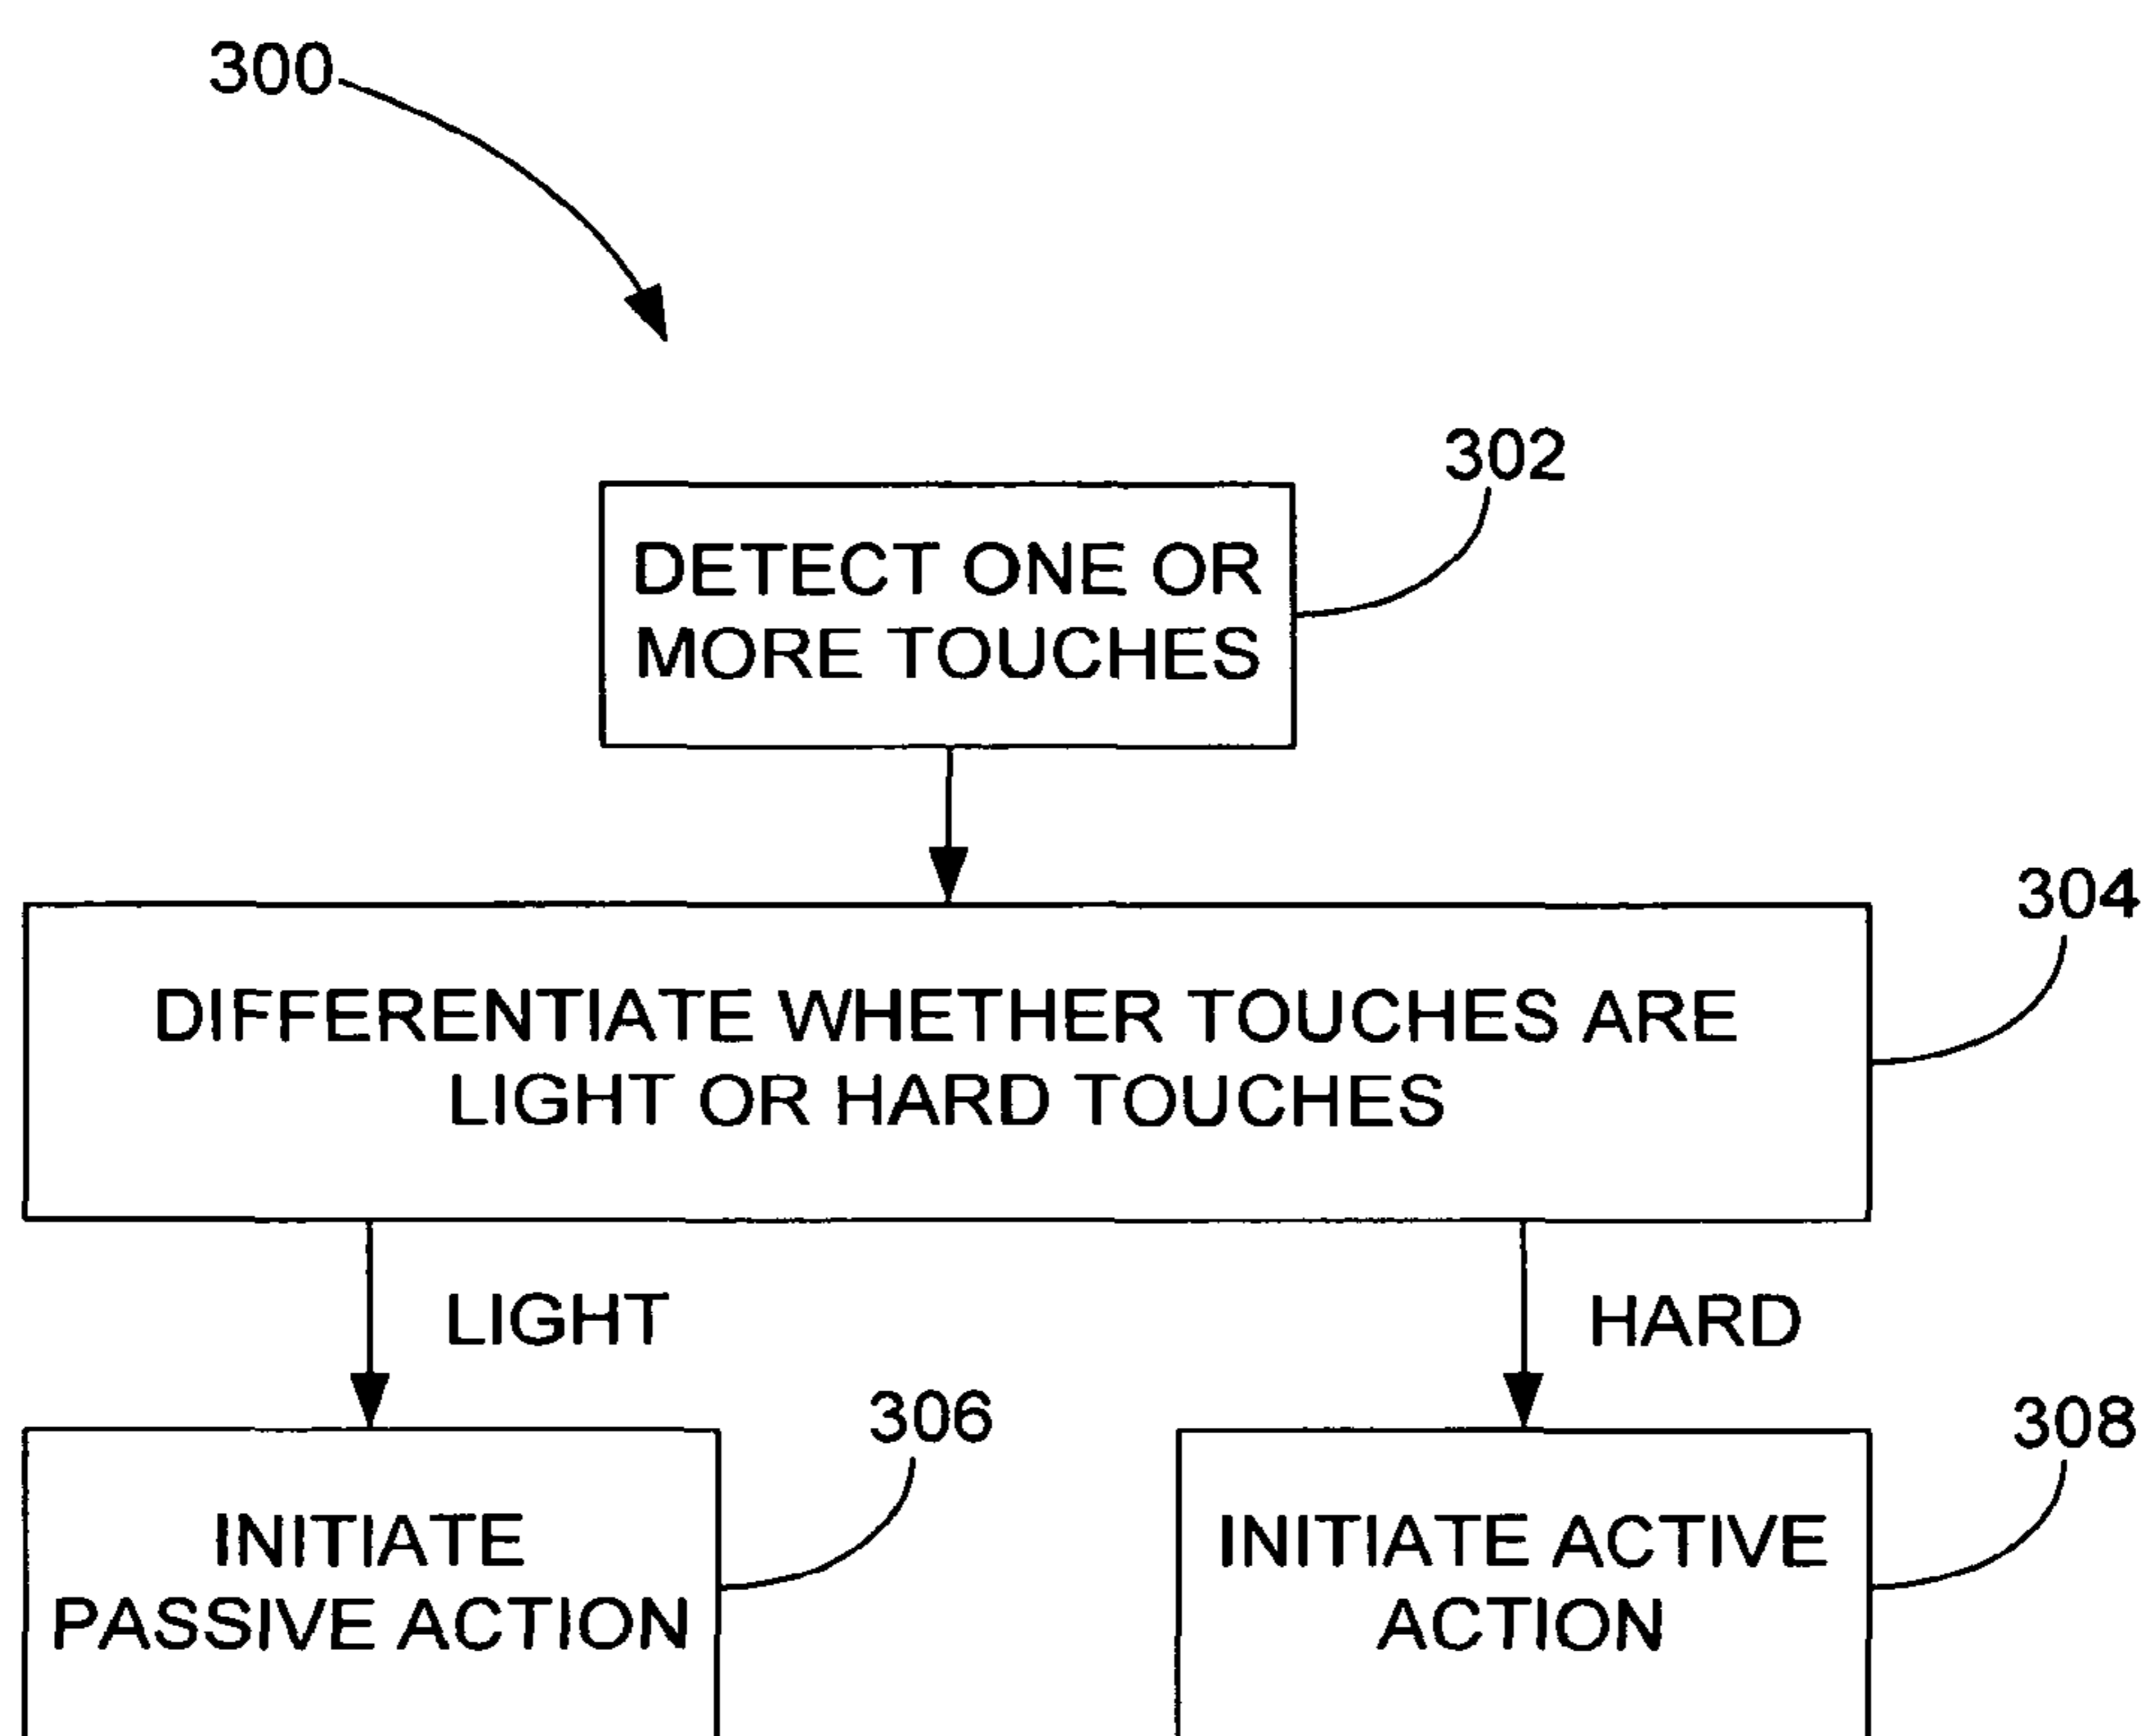 300
302
DETECT ONE OR
MORE TOUCHES
304
DIFFERENTIATE WHETHER TOUCHES ARE
LIGHT OR HARD TOUCHES
LIGHT
HARD
306
308
INITIATE
PASSIVE ACTION
INITIATE ACTIVE
ACTION